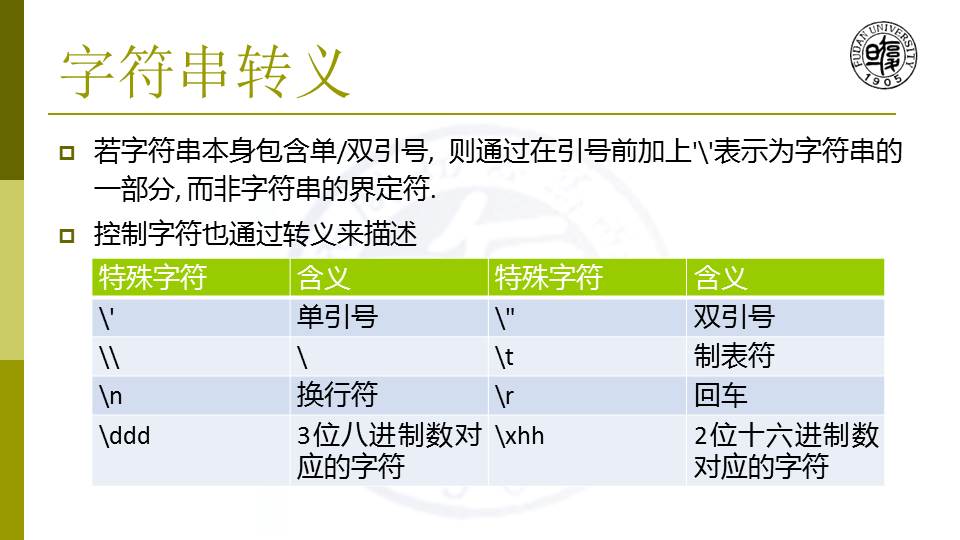 字符串转义
FUDAN UNIVERSITY
1905
若字符串本身包含单/双引号, 则通过在引号前加上'\'表示为字符串的
一部分, 而非字符串的界定符.
控制字符也通过转义来描述
特殊字符 含义 特殊字符 含义
\' 单引号 \" 双引号
\\ \ \t 制表符
\n 换行符 \r 回车
\ddd 3位八进制数对 \xhh 2位十六进制数
应的字符 对应的字符